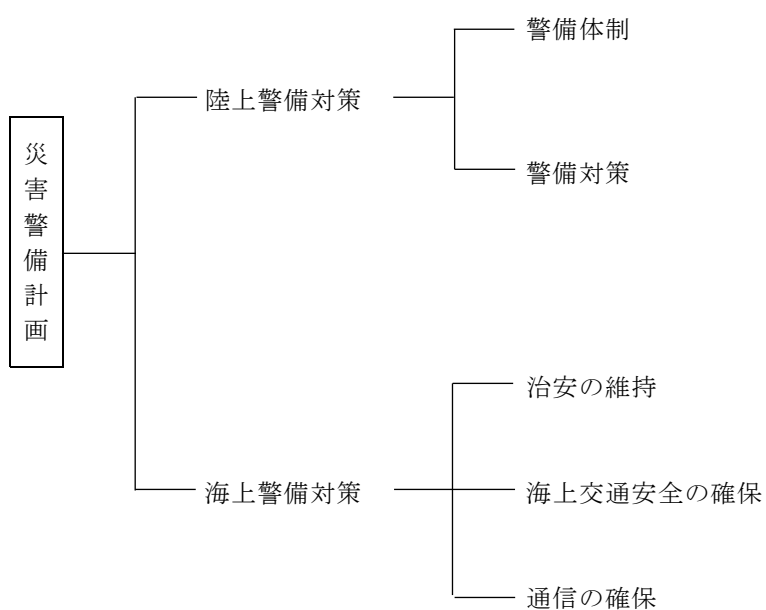 災害警備計画
陸上警備対策
警備体制
警備対策
海上警備対策
治安の維持
海上交通安全の確保
通信の確保